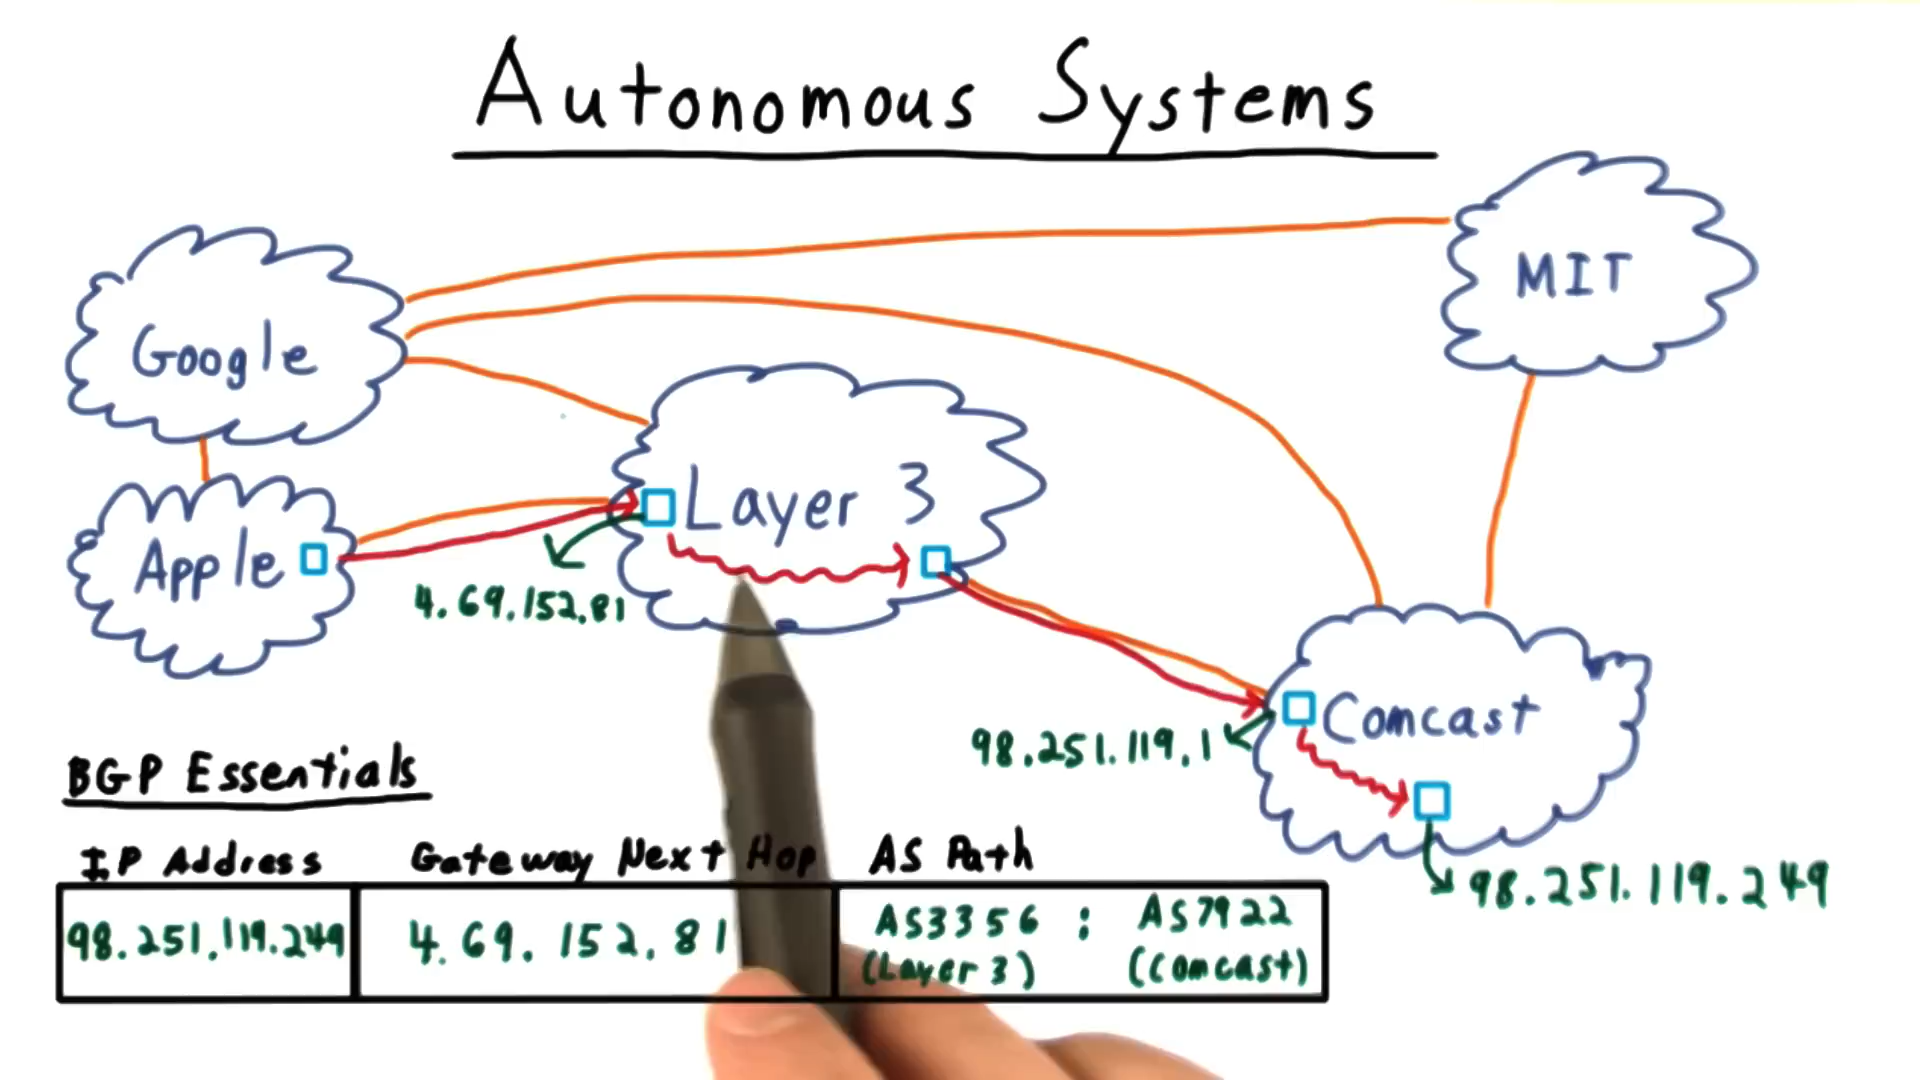 Autonomous Systems
MIT
Google
Layer 3
Apple
4.69.152.81
Comcast
98.251.119.1
98.251.119.249
BGP Essentials
IP Address Gateway Next Hop AS Path
98.251.119.249 4.69.152.81 AS3356 : AS7922
(Layer 3) (Comcast)